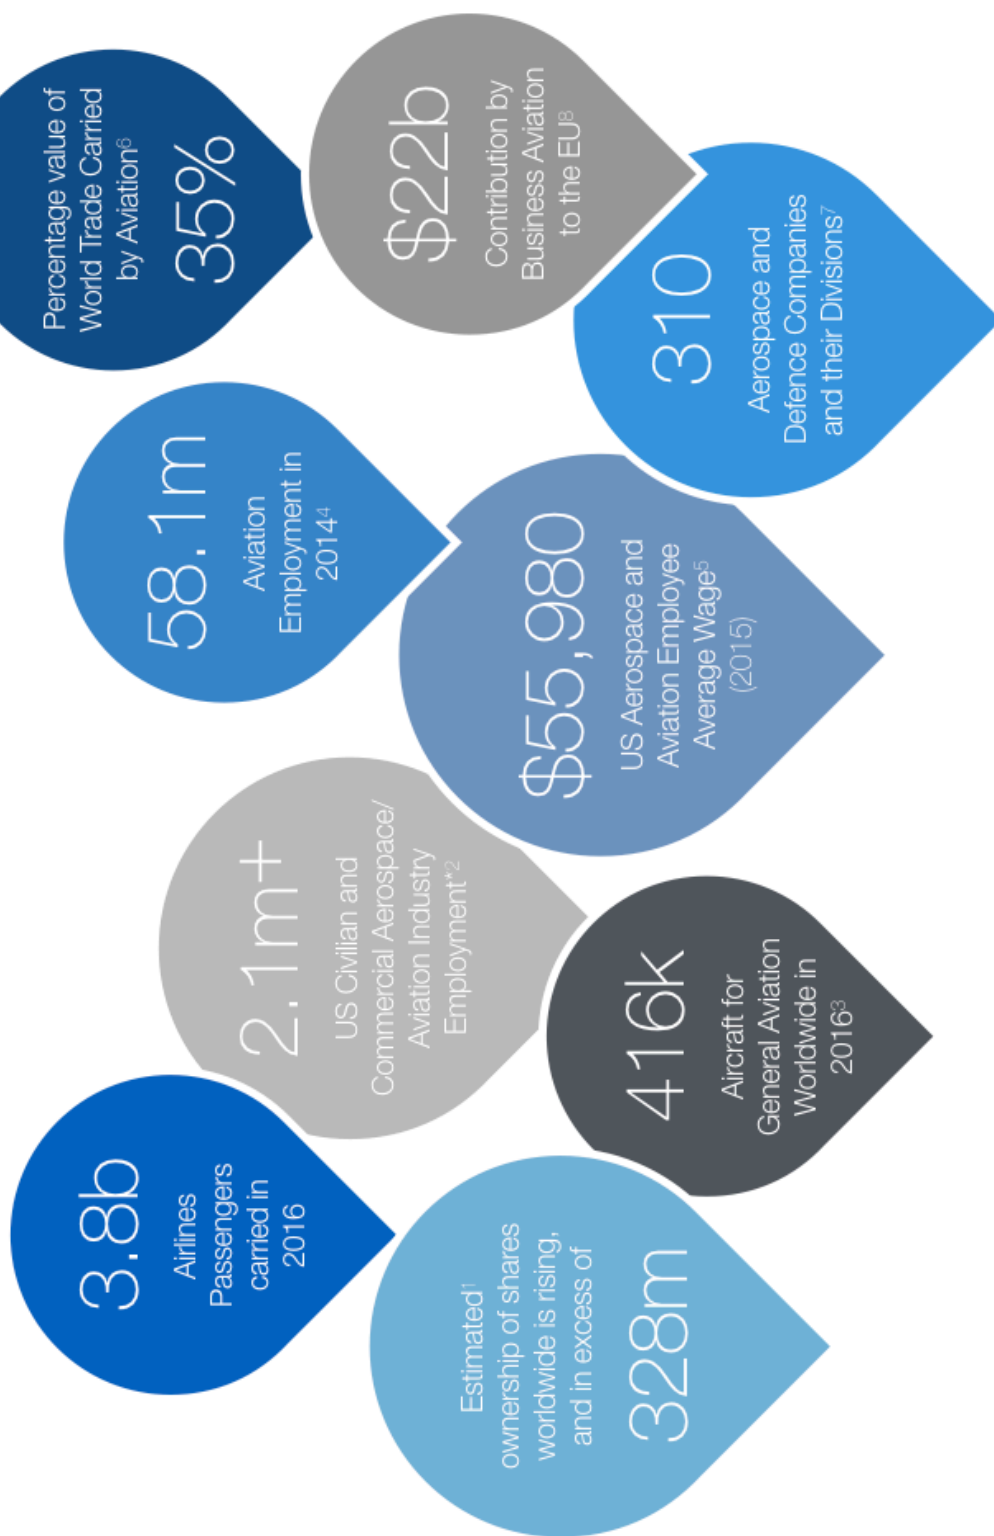 3.8b
Airlines
Passengers
carried in
2016
Estimated¹
ownership of shares
worldwide is rising,
and in excess of
328m
2.1m+
US Civilian and
Commercial Aerospace/
Aviation Industry
Employment*²
416k
Aircraft for
General Aviation
Worldwide in
2016³
58.1m
Aviation
Employment in
2014⁴
$55,980
US Aerospace and
Aviation Employee
Average Wage⁵
(2015)
Percentage value of
World Trade Carried
by Aviation⁶
35%
$22b
Contribution by
Business Aviation
to the EU⁸
310
Aerospace and
Defence Companies
and their Divisions⁷